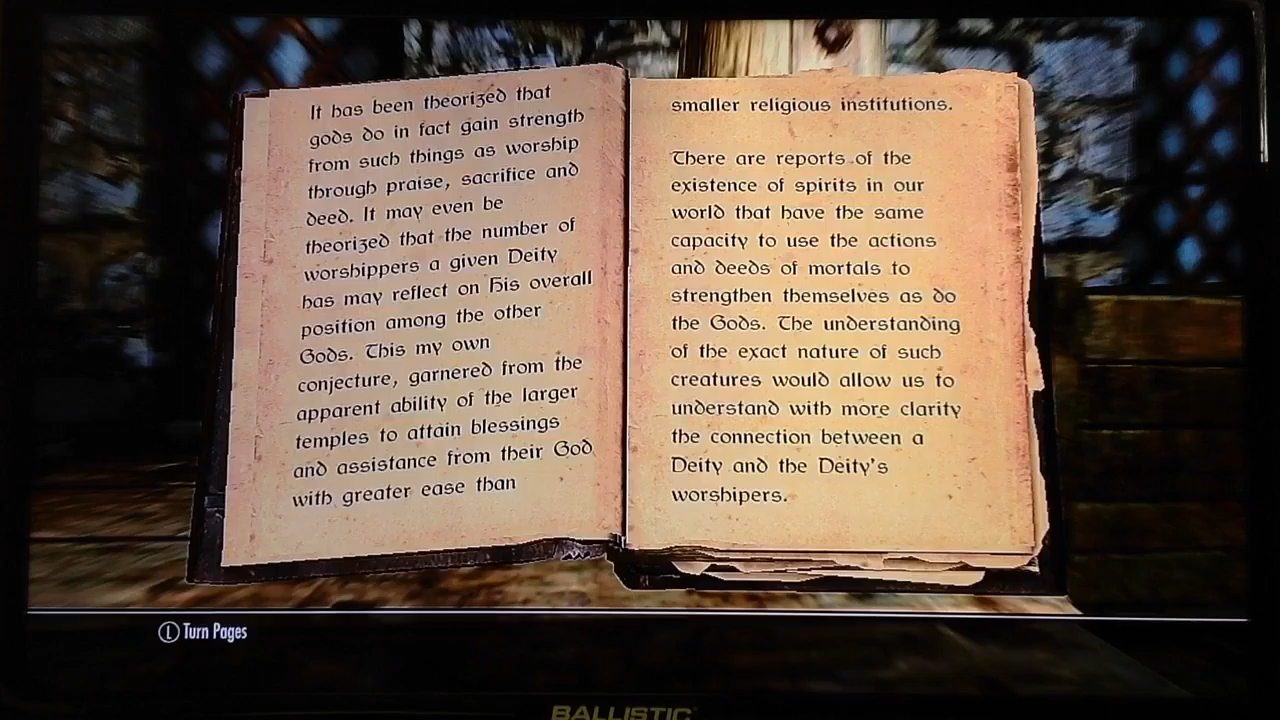 It has been theorized that
gods do in fact gain strength
from such things as worship
through praise, sacrifice and
deed. It may even be
theorized that the number of
worshippers a given Deity
has may reflect on His overall
position among the other
Gods. This my own
conjecture, garnered from the
apparent ability of the larger
temples to attain blessings
and assistance from their God
with greater ease than
smaller religious institutions.
There are reports of the
existence of spirits in our
world that have the same
capacity to use the actions
and deeds of mortals to
strengthen themselves as do
the Gods. The understanding
of the exact nature of such
creatures would allow us to
understand with more clarity
the connection between a
Deity and the Deity's
worshipers.
L Turn Pages
BALLISTIC